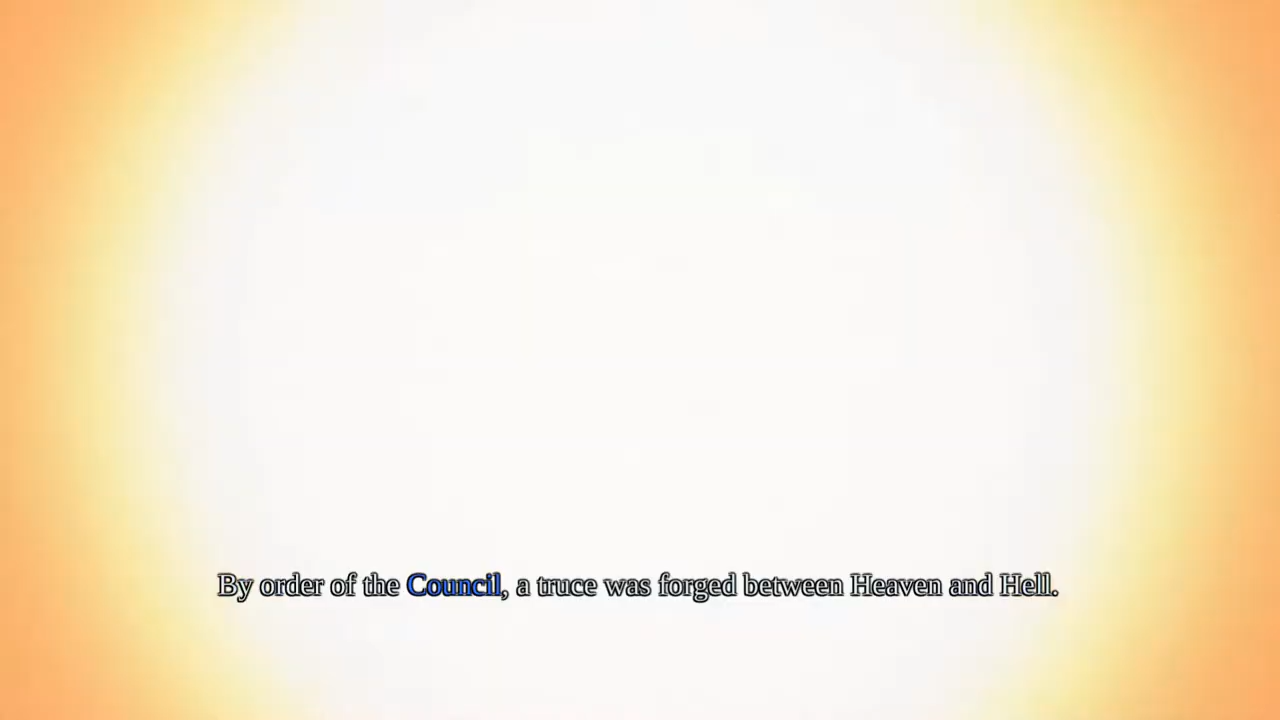 By order of the Council, a truce was forged between Heaven and Hell.